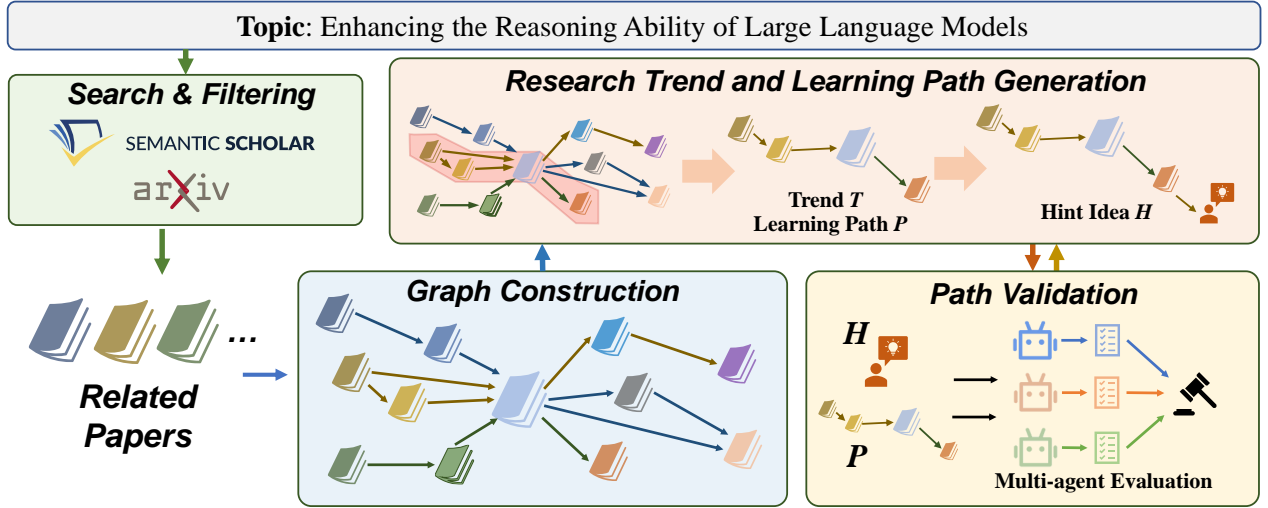 Topic: Enhancing the Reasoning Ability of Large Language Models
Search & Filtering
SEMANTIC SCHOLAR
arXiv
Related
Papers
...
Graph Construction
Research Trend and Learning Path Generation
Trend T
Learning Path P
Hint Idea H
Path Validation
H
P
Multi-agent Evaluation